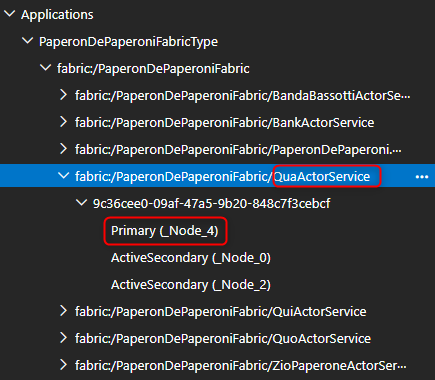 Applications
PaperonDePaperoniFabricType
fabric:/PaperonDePaperoniFabric
fabric:/PaperonDePaperoniFabric/BandaBassottiActorSe···
fabric:/PaperonDePaperoniFabric/BankActorService
fabric:/PaperonDePaperoniFabric/PaperonDePaperoni.···
fabric:/PaperonDePaperoniFabric/QuaActorService ···
9c36cee0-09af-47a5-9b20-848c7f3cebcf
Primary (_Node_4)
ActiveSecondary (_Node_0)
ActiveSecondary (_Node_2)
fabric:/PaperonDePaperoniFabric/QuiActorService
fabric:/PaperonDePaperoniFabric/QuoActorService
fabric:/PaperonDePaperoniFabric/ZioPaperoneActorSer···